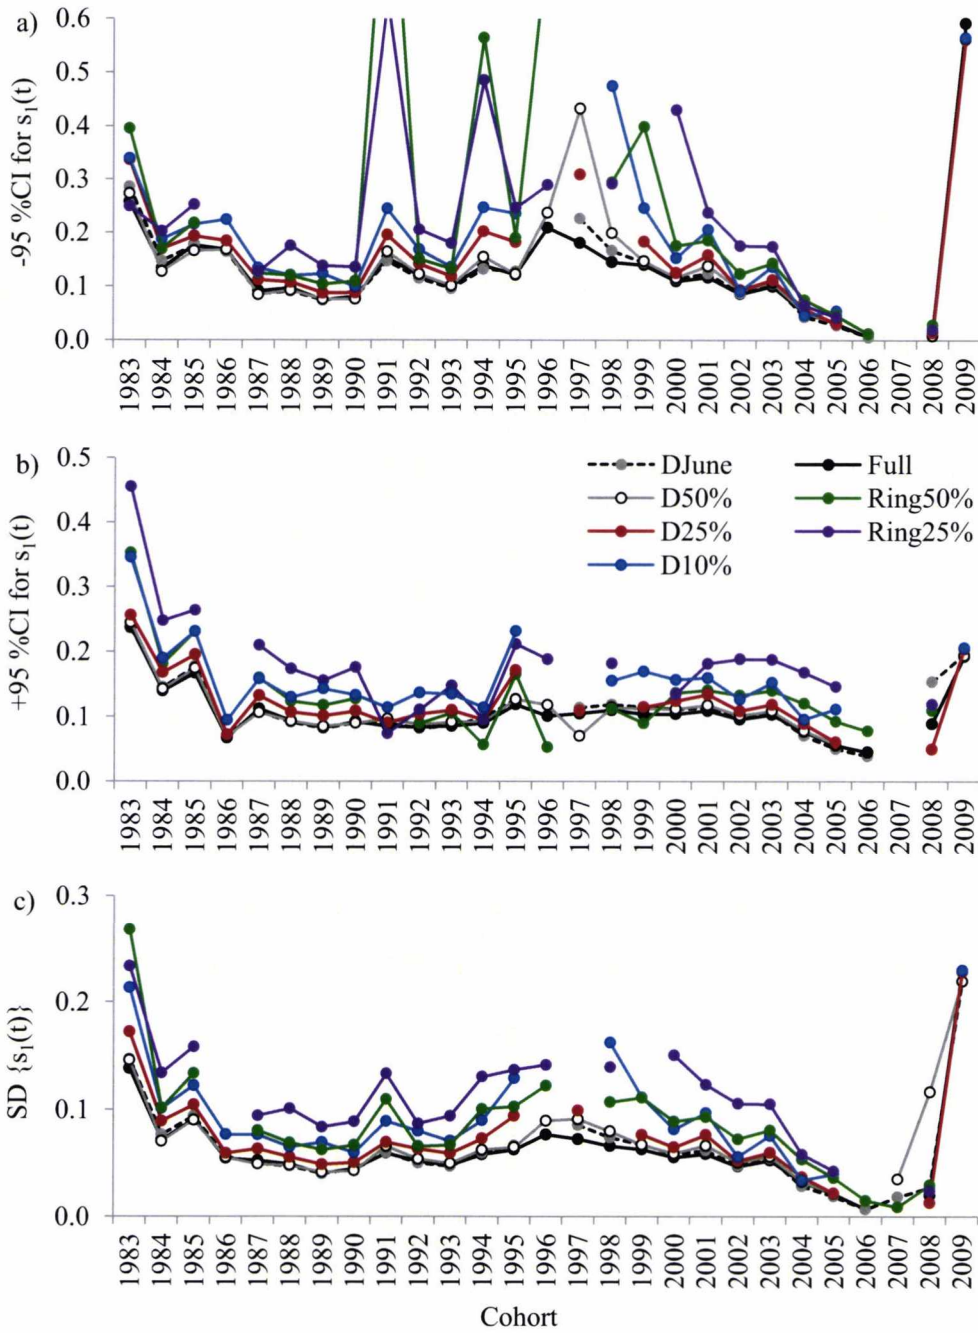 a)
-95 %CI for s₁(t)
0.6
0.5
0.4
0.3
0.2
0.1
0.0
1983 1984 1985 1986 1987 1988 1989 1990 1991 1992 1993 1994 1995 1996 1997 1998 1999 2000 2001 2002 2003 2004 2005 2006 2007 2008 2009
b)
+95 %CI for s₁(t)
0.5
0.4
0.3
0.2
0.1
0.0
DJune
Full
D50%
Ring50%
D25%
Ring25%
D10%
1983 1984 1985 1986 1987 1988 1989 1990 1991 1992 1993 1994 1995 1996 1997 1998 1999 2000 2001 2002 2003 2004 2005 2006 2007 2008 2009
c)
SD {s₁(t)}
0.3
0.2
0.1
0.0
1983 1984 1985 1986 1987 1988 1989 1990 1991 1992 1993 1994 1995 1996 1997 1998 1999 2000 2001 2002 2003 2004 2005 2006 2007 2008 2009
Cohort